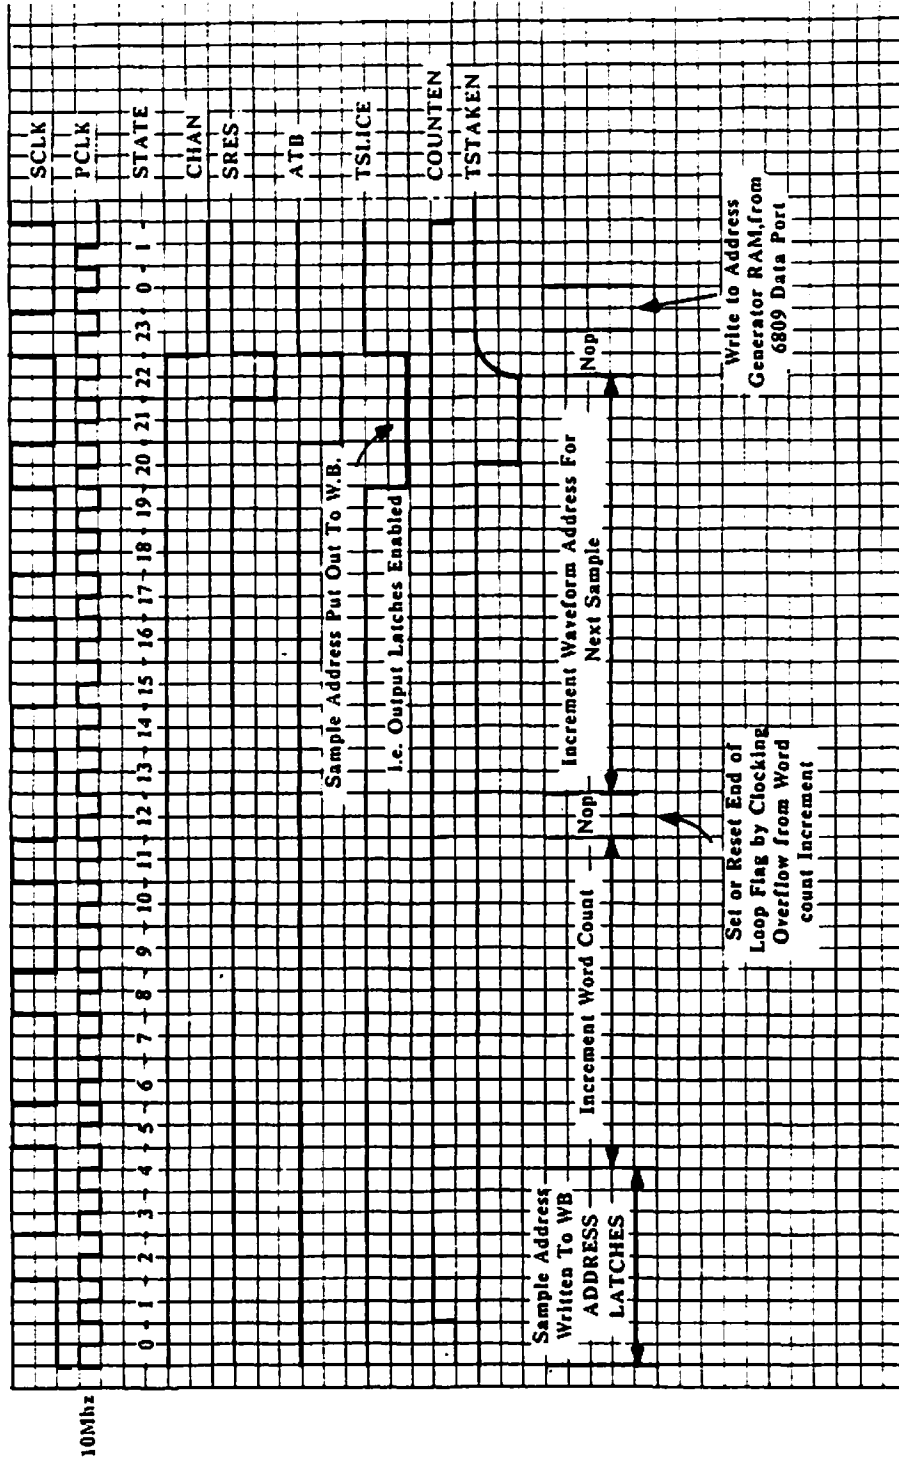 10Mhz
SCLK
PCLK
STATE
CHAN
SRES
ATB
TSLICE
COUNTEN
TSTAKEN
0 1 2 3 4 5 6 7 8 9 10 11 12 13 14 15 16 17 18 19 20 21 22 23 0 1
Sample Address Put Out To W.B.
i.e. Output Latches Enabled
Sample Address
Written To WB
ADDRESS
LATCHES
Increment Word Count
Nop
Increment Waveform Address For
Next Sample
Nop
Set or Reset End of
Loop Flag by Clocking
Overflow from Word
count Increment
Write to Address
Generator RAM,from
6809 Data Port